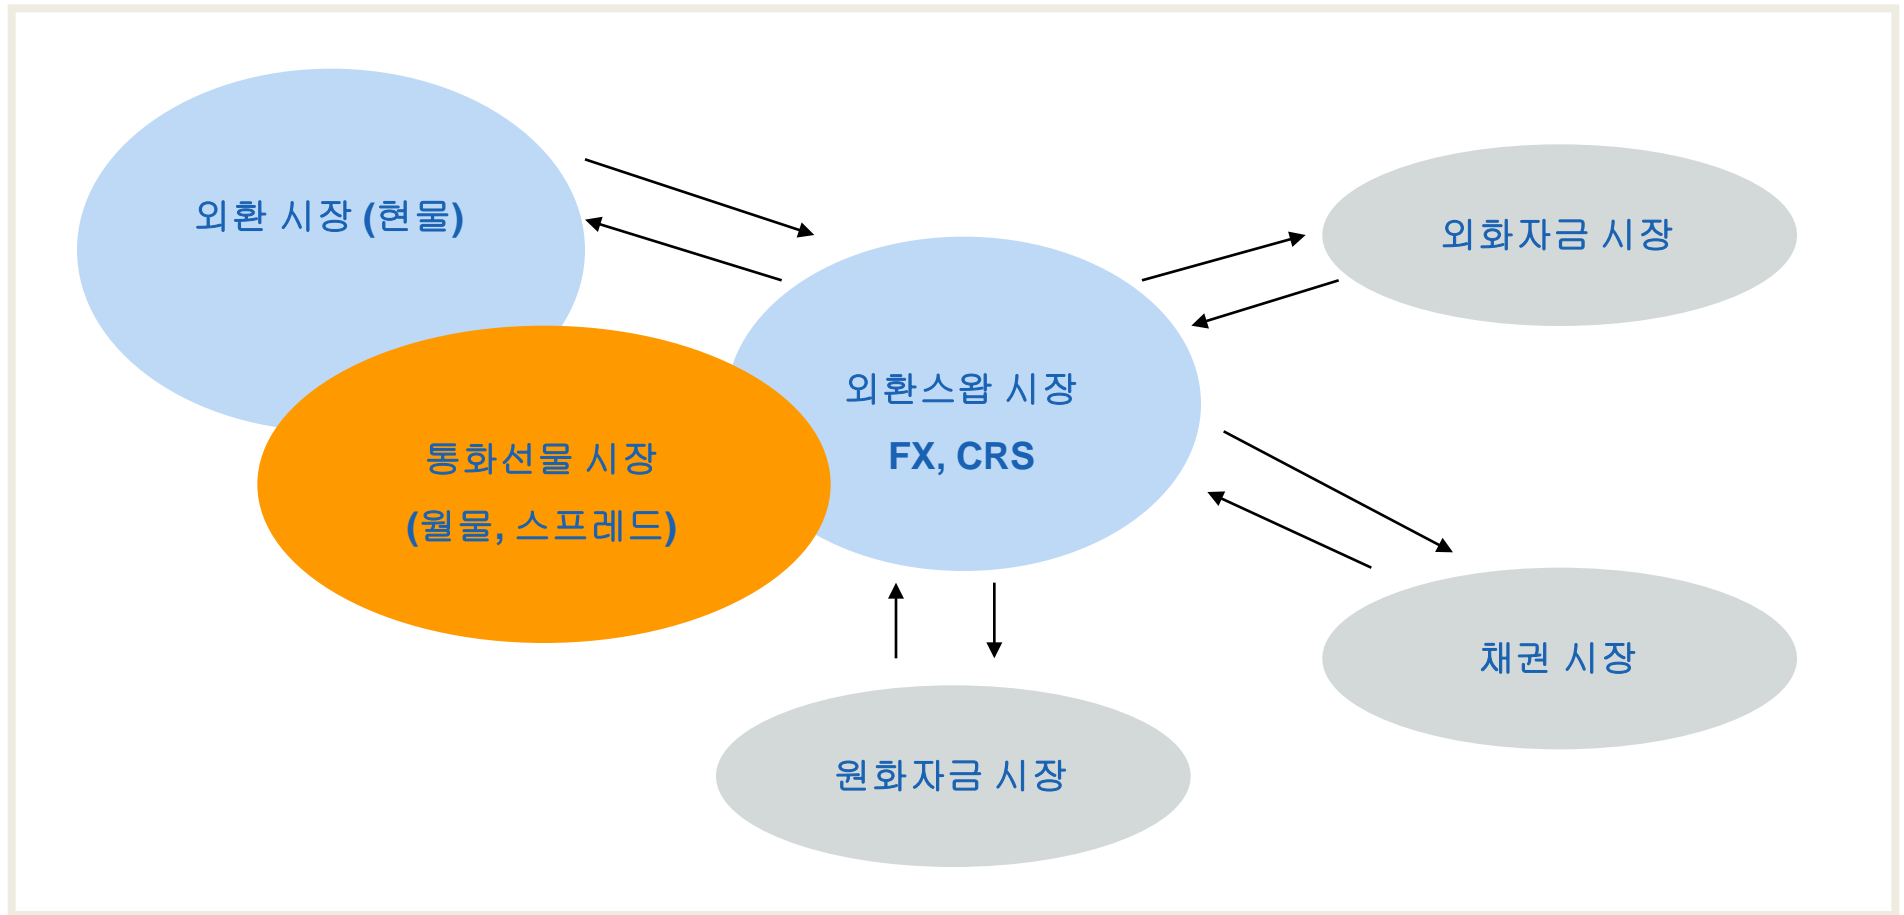 외환 시장 (현물)
외화자금 시장
외환스왑 시장
FX, CRS
통화선물 시장
(월물, 스프레드)
채권 시장
원화자금 시장